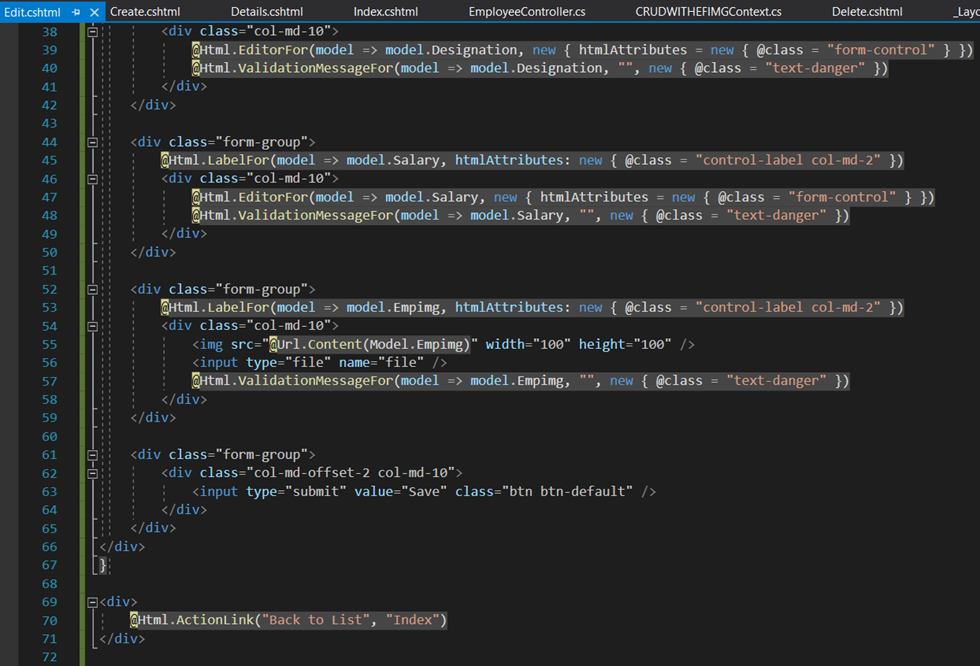 Edit.cshtml Create.cshtml Details.cshtml Index.cshtml EmployeeController.cs CRUDWITHEFIMGContext.cs Delete.cshtml _Layo
38 <div class="col-md-10">
39 @Html.EditorFor(model => model.Designation, new { htmlAttributes = new { @class = "form-control" } })
40 @Html.ValidationMessageFor(model => model.Designation, "", new { @class = "text-danger" })
41 </div>
42 </div>
43
44 <div class="form-group">
45 @Html.LabelFor(model => model.Salary, htmlAttributes: new { @class = "control-label col-md-2" })
46 <div class="col-md-10">
47 @Html.EditorFor(model => model.Salary, new { htmlAttributes = new { @class = "form-control" } })
48 @Html.ValidationMessageFor(model => model.Salary, "", new { @class = "text-danger" })
49 </div>
50 </div>
51
52 <div class="form-group">
53 @Html.LabelFor(model => model.Empimg, htmlAttributes: new { @class = "control-label col-md-2" })
54 <div class="col-md-10">
55 <img src="@Url.Content(Model.Empimg)" width="100" height="100" />
56 <input type="file" name="file" />
57 @Html.ValidationMessageFor(model => model.Empimg, "", new { @class = "text-danger" })
58 </div>
59 </div>
60
61 <div class="form-group">
62 <div class="col-md-offset-2 col-md-10">
63 <input type="submit" value="Save" class="btn btn-default" />
64 </div>
65 </div>
66 </div>
67 }
68
69 <div>
70 @Html.ActionLink("Back to List", "Index")
71 </div>
72